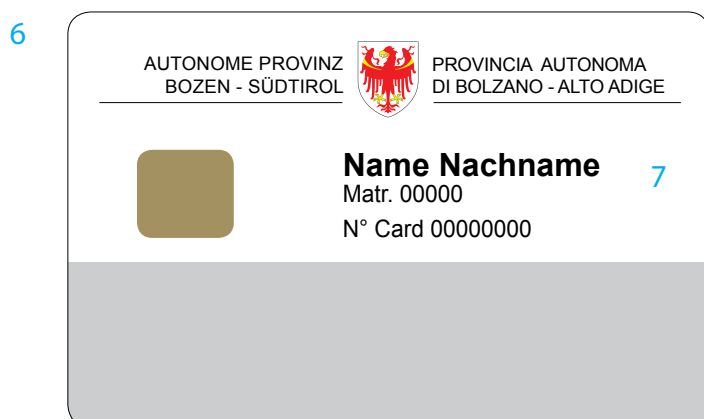 6
AUTONOME PROVINZ
BOZEN - SÜDTIROL
PROVINCIA AUTONOMA
DI BOLZANO - ALTO ADIGE
Name Nachname
7
Matr. 00000
N° Card 00000000